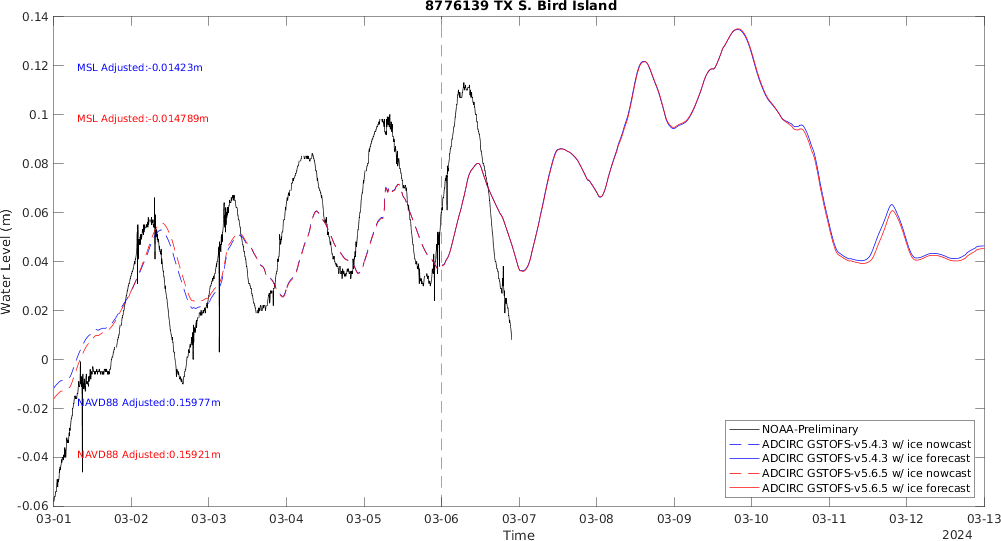 8776139 TX S. Bird Island
0.14
0.12
0.1
0.08
0.06
0.04
0.02
0
-0.02
-0.04
-0.06
Water Level (m)
MSL Adjusted:-0.01423m
MSL Adjusted:-0.014789m
NAVD88 Adjusted:0.15977m
NAVD88 Adjusted:0.15921m
NOAA-Preliminary
ADCIRC GSTOFS-v5.4.3 w/ ice nowcast
ADCIRC GSTOFS-v5.4.3 w/ ice forecast
ADCIRC GSTOFS-v5.6.5 w/ ice nowcast
ADCIRC GSTOFS-v5.6.5 w/ ice forecast
03-01 03-02 03-03 03-04 03-05 03-06 03-07 03-08 03-09 03-10 03-11 03-12 03-13
Time
2024